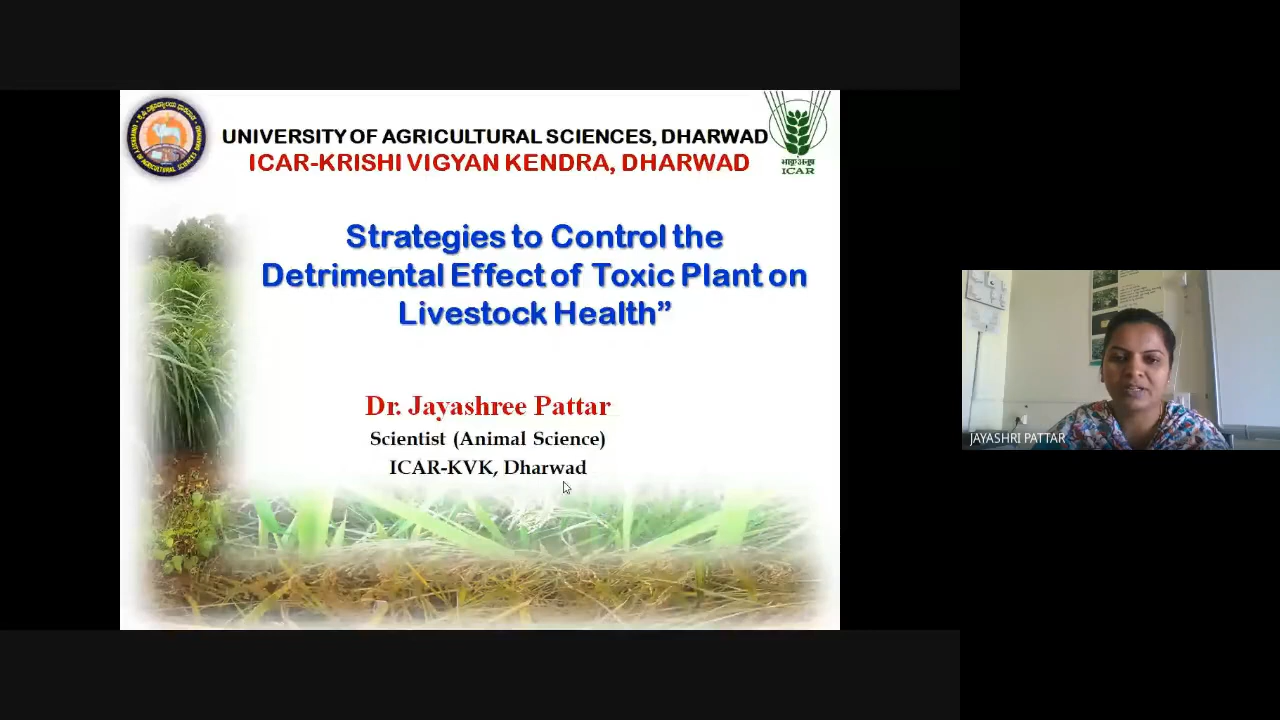 UNIVERSITY OF AGRICULTURAL SCIENCES, DHARWAD
ICAR-KRISHI VIGYAN KENDRA, DHARWAD
ICAR
Strategies to Control the
Detrimental Effect of Toxic Plant on
Livestock Health”
Dr. Jayashree Pattar
Scientist (Animal Science)
ICAR-KVK, Dharwad
JAYASHRI PATTAR